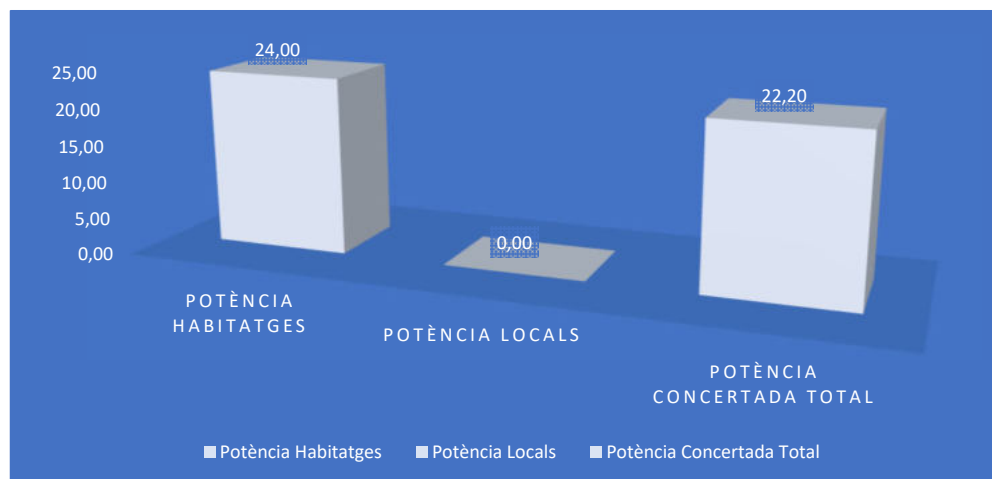 24,00
22,20
0,00
25,00
20,00
15,00
10,00
5,00
0,00
POTÈNCIA
HABITATGES
POTÈNCIA LOCALS
POTÈNCIA
CONCERTADA TOTAL
Potència Habitatges Potència Locals Potència Concertada Total